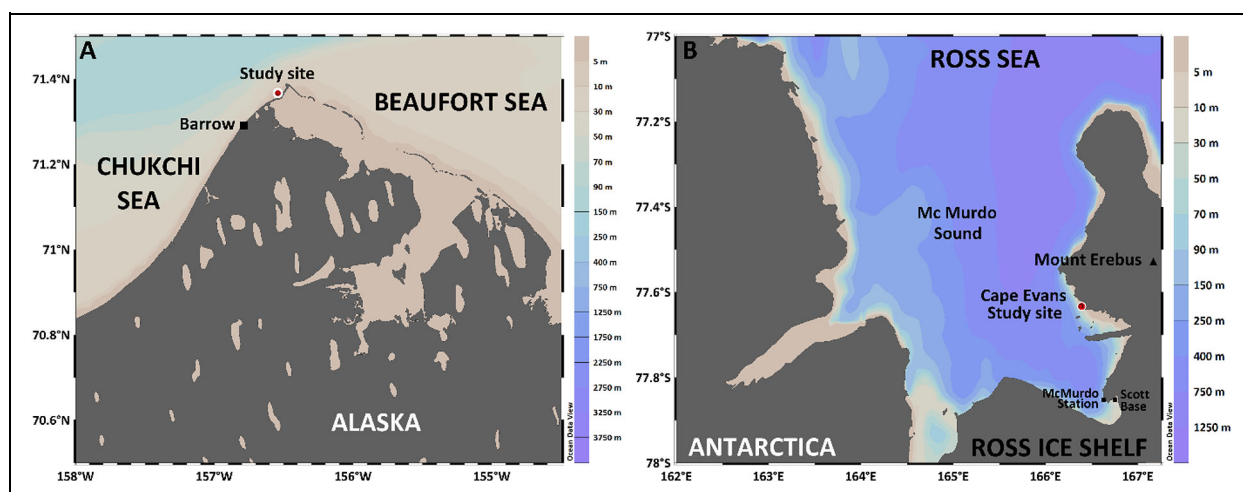 A
Study site
BEAUFORT SEA
Barrow
CHUKCHI
SEA
ALASKA
71.4°N
71.2°N
71°N
70.8°N
70.6°N
158°W
157°W
156°W
155°W
5 m
10 m
30 m
50 m
70 m
90 m
150 m
250 m
400 m
750 m
1250 m
1750 m
2250 m
2750 m
3250 m
3750 m
Ocean Data View
B
ROSS SEA
Mc Murdo
Sound
Mount Erebus
Cape Evans
Study site
McMurdo
Station
Scott
Base
ANTARCTICA
ROSS ICE SHELF
77°S
77.2°S
77.4°S
77.6°S
77.8°S
78°S
162°E
163°E
164°E
165°E
166°E
167°E
5 m
10 m
30 m
50 m
70 m
90 m
150 m
250 m
400 m
750 m
1250 m
Ocean Data View